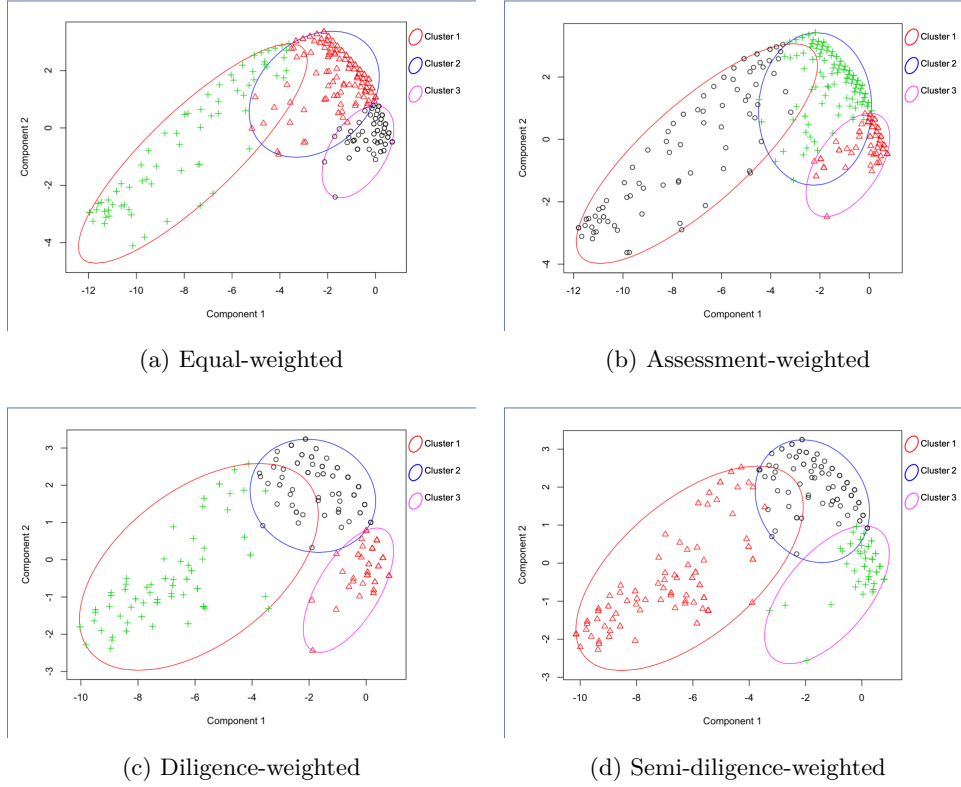 Cluster 1
Cluster 2
Cluster 3
Component 2
2
0
-2
-4
-12 -10 -8 -6 -4 -2 0
Component 1
(a) Equal-weighted
Cluster 1
Cluster 2
Cluster 3
Component 2
2
0
-2
-4
-12 -10 -8 -6 -4 -2 0
Component 1
(b) Assessment-weighted
Cluster 1
Cluster 2
Cluster 3
Component 2
3
2
1
0
-1
-2
-3
-10 -8 -6 -4 -2 0
Component 1
(c) Diligence-weighted
Cluster 1
Cluster 2
Cluster 3
Component 2
3
2
1
0
-1
-2
-3
-10 -8 -6 -4 -2 0
Component 1
(d) Semi-diligence-weighted